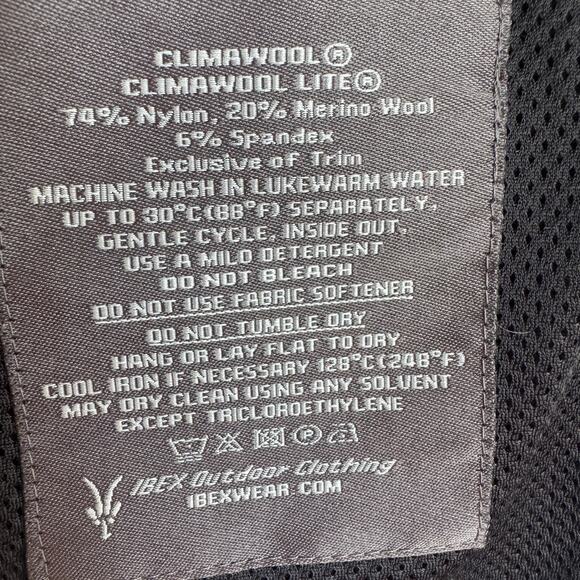 CLIMAWOOL®
CLIMAWOOL LITE®
74% Nylon, 20% Merino Wool
6% Spandex
Exclusive of Trim
MACHINE WASH IN LUKEWARM WATER
UP TO 30°C(88°F) SEPARATELY,
GENTLE CYCLE, INSIDE OUT,
USE A MILD DETERGENT
DO NOT BLEACH
DO NOT USE FABRIC SOFTENER
DO NOT TUMBLE DRY
HANG OR LAY FLAT TO DRY
COOL IRON IF NECESSARY 128°C(248°F)
MAY DRY CLEAN USING ANY SOLVENT
EXCEPT TRICLOROETHYLENE
IBEX Outdoor Clothing
IBEXWEAR.COM